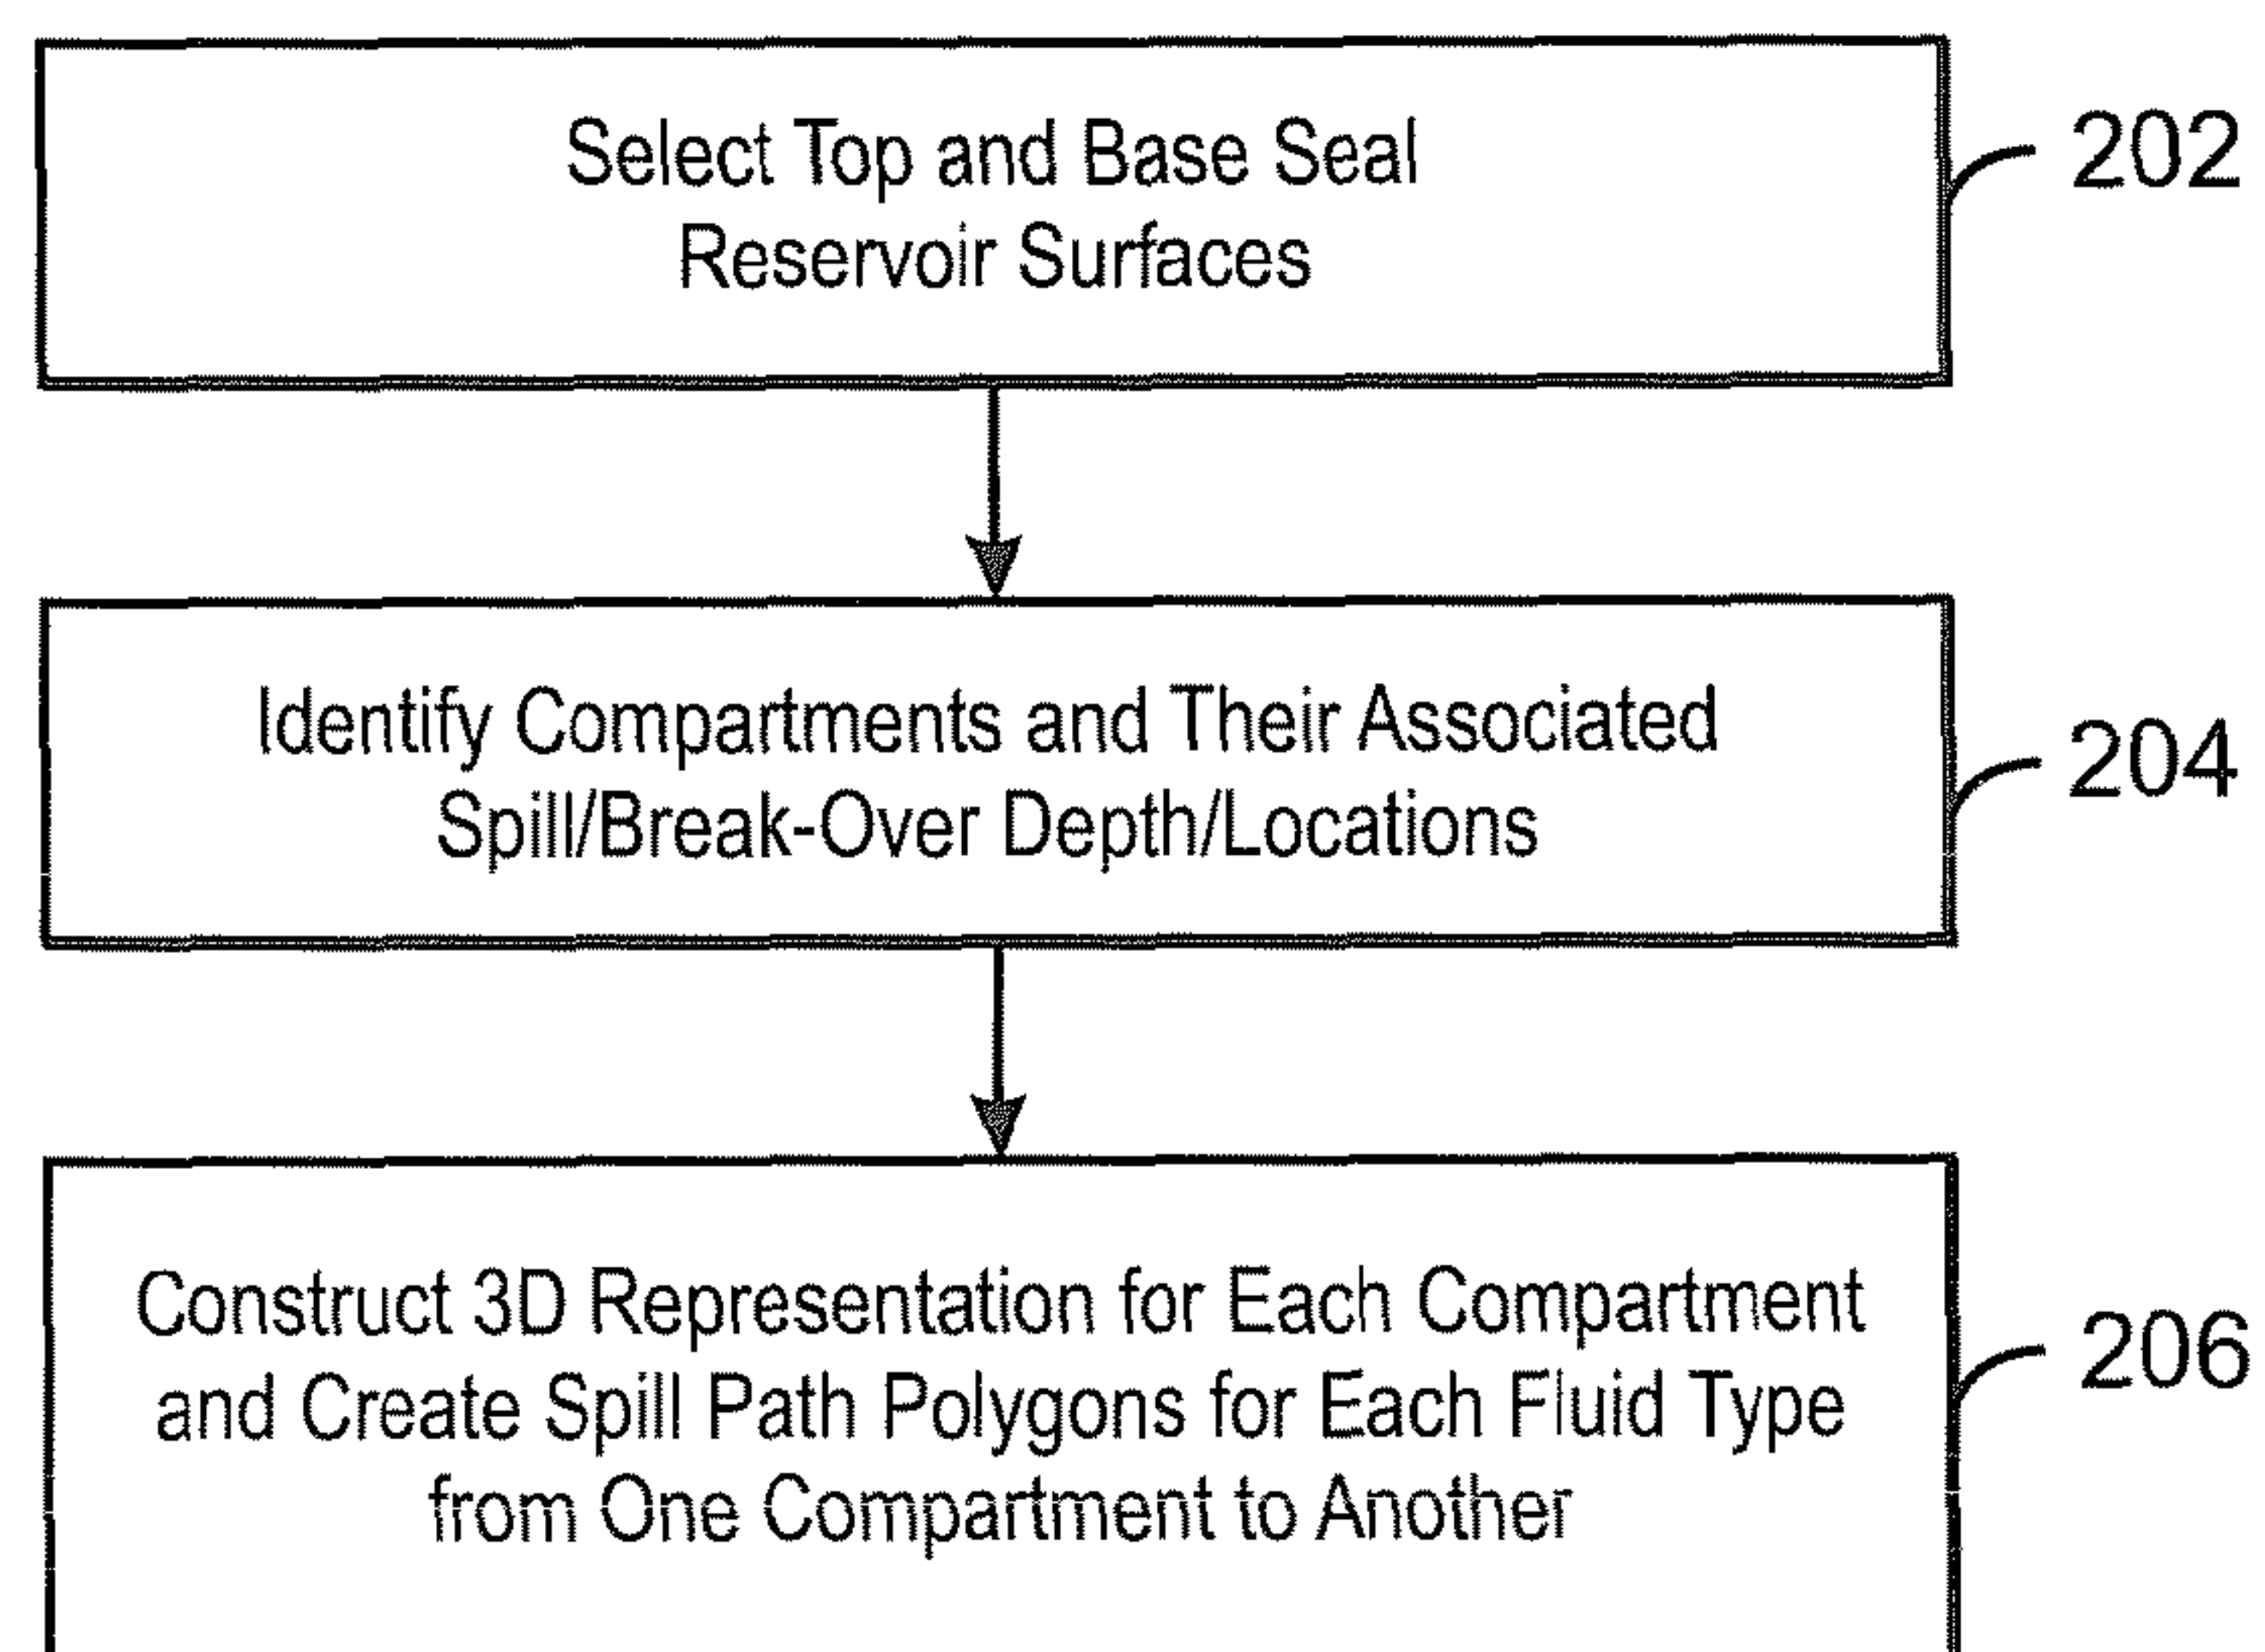 Select Top and Base Seal
Reservoir Surfaces
202
Identify Compartments and Their Associated
Spill/Break-Over Depth/Locations
204
Construct 3D Representation for Each Compartment
and Create Spill Path Polygons for Each Fluid Type
from One Compartment to Another
206